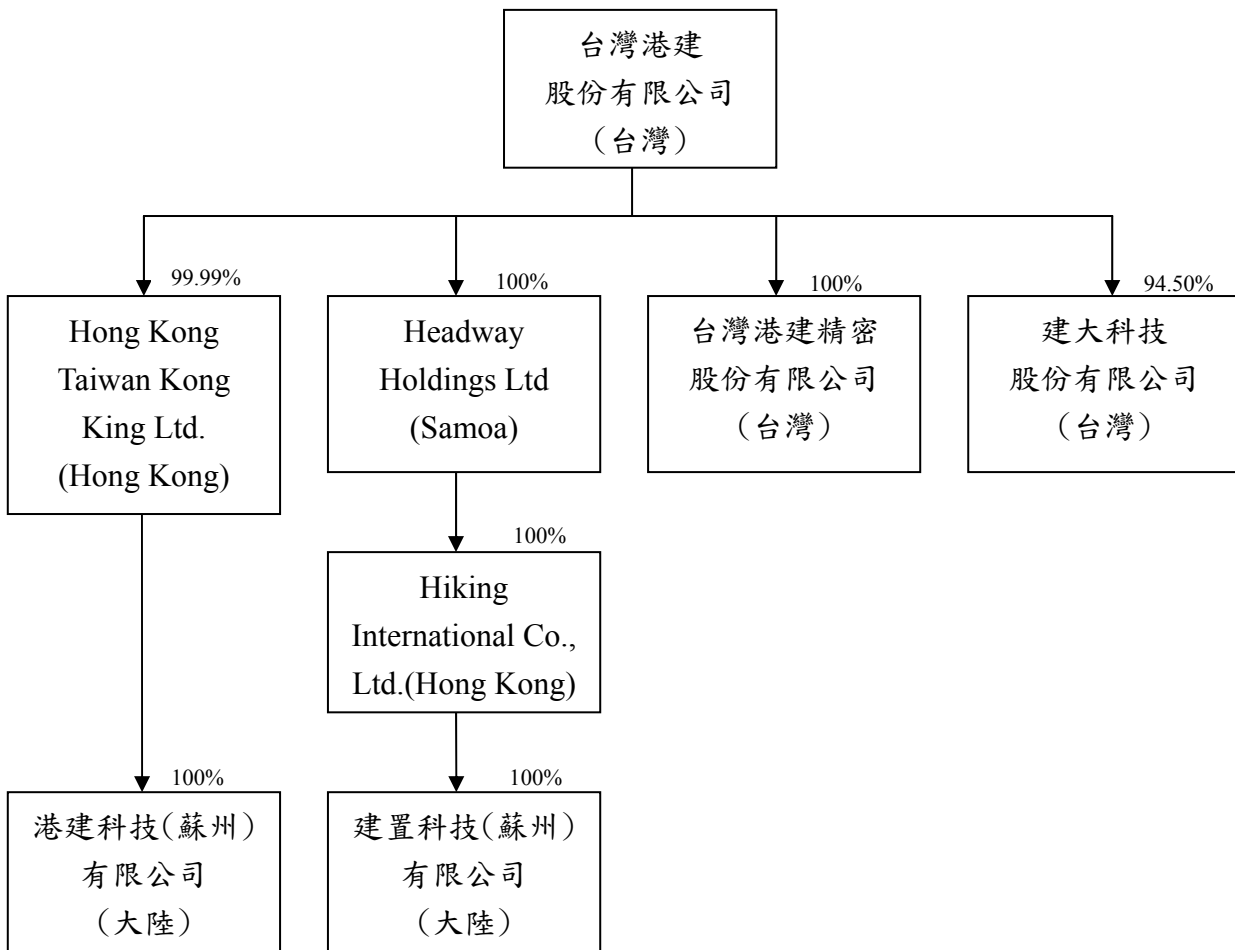 台灣港建
股份有限公司
（台灣）
99.99%
100%
100%
94.50%
Hong Kong
Taiwan Kong
King Ltd.
(Hong Kong)
Headway
Holdings Ltd
(Samoa)
台灣港建精密
股份有限公司
（台灣）
建大科技
股份有限公司
（台灣）
100%
Hiking
International Co.,
Ltd.(Hong Kong)
100%
100%
港建科技(蘇州)
有限公司
（大陸）
建置科技(蘇州)
有限公司
（大陸）